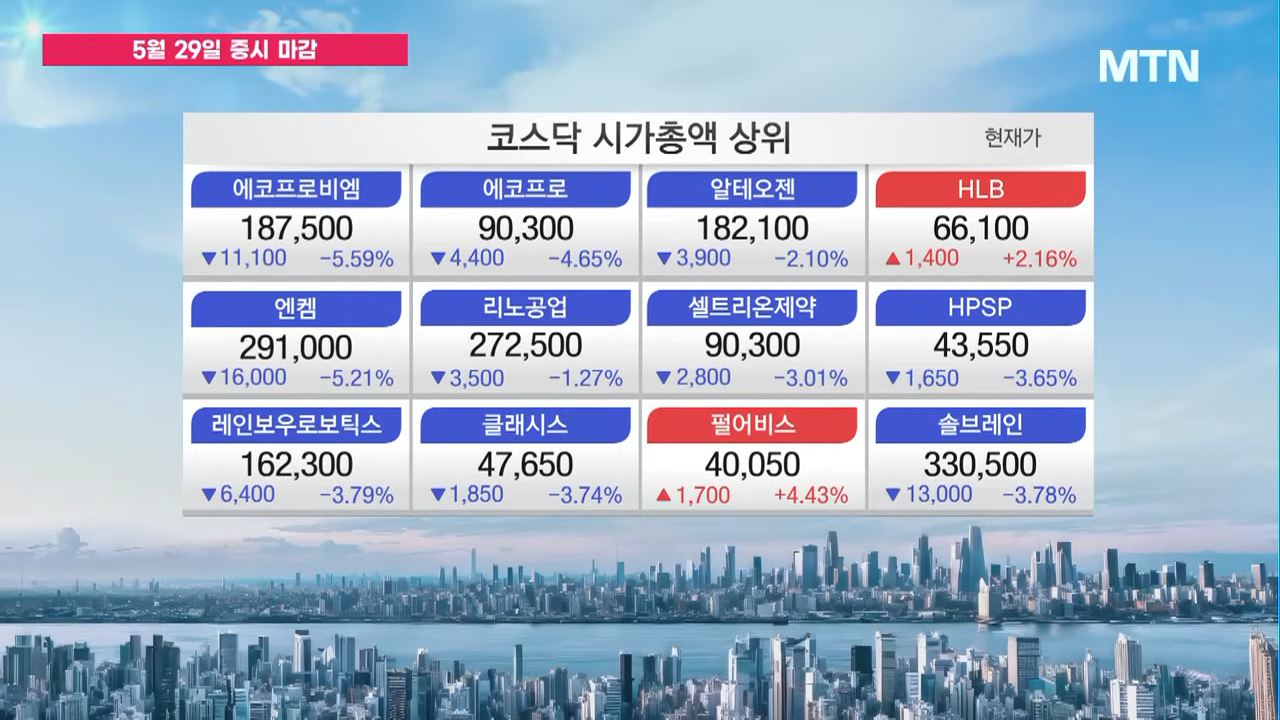 5월 29일 증시 마감
MTN
코스닥 시가총액 상위
현재가
에코프로비엠
187,500
▼11,100 -5.59%
에코프로
90,300
▼4,400 -4.65%
알테오젠
182,100
▼3,900 -2.10%
HLB
66,100
▲1,400 +2.16%
엔켐
291,000
▼16,000 -5.21%
리노공업
272,500
▼3,500 -1.27%
셀트리온제약
90,300
▼2,800 -3.01%
HPSP
43,550
▼1,650 -3.65%
레인보우로보틱스
162,300
▼6,400 -3.79%
클래시스
47,650
▼1,850 -3.74%
펄어비스
40,050
▲1,700 +4.43%
솔브레인
330,500
▼13,000 -3.78%